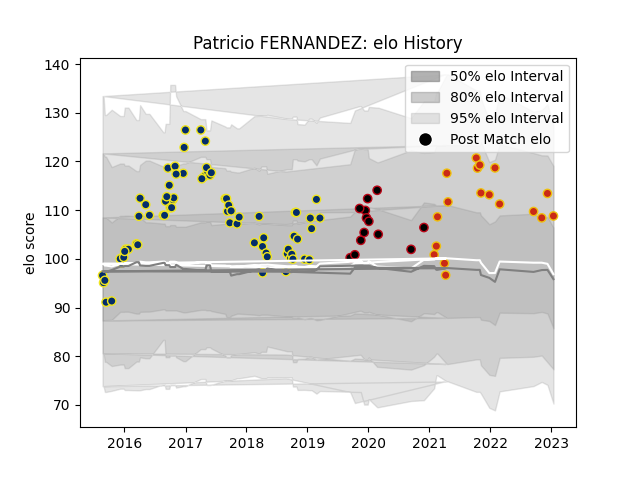 Patricio FERNANDEZ: elo History
50% elo Interval
80% elo Interval
95% elo Interval
Post Match elo
elo score
140
130
120
110
100
90
80
70
2016
2017
2018
2019
2020
2021
2022
2023